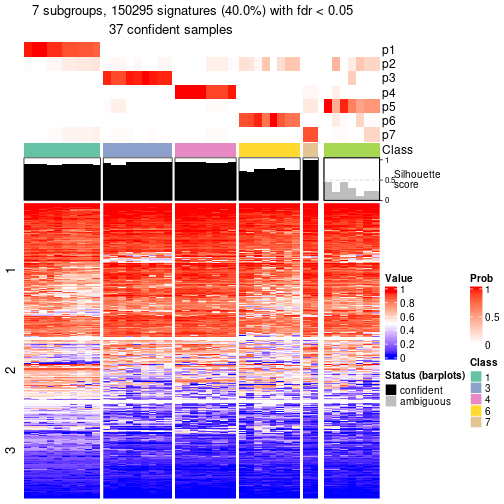 7 subgroups, 150295 signatures (40.0%) with fdr < 0.05
37 confident samples
p1
p2
p3
p4
p5
p6
p7
Class
1
0.5
0
Silhouette
score
1
2
3
Value
1
0.8
0.6
0.4
0.2
0
Prob
1
0.5
0
Status (barplots)
confident
ambiguous
Class
1
3
4
6
7